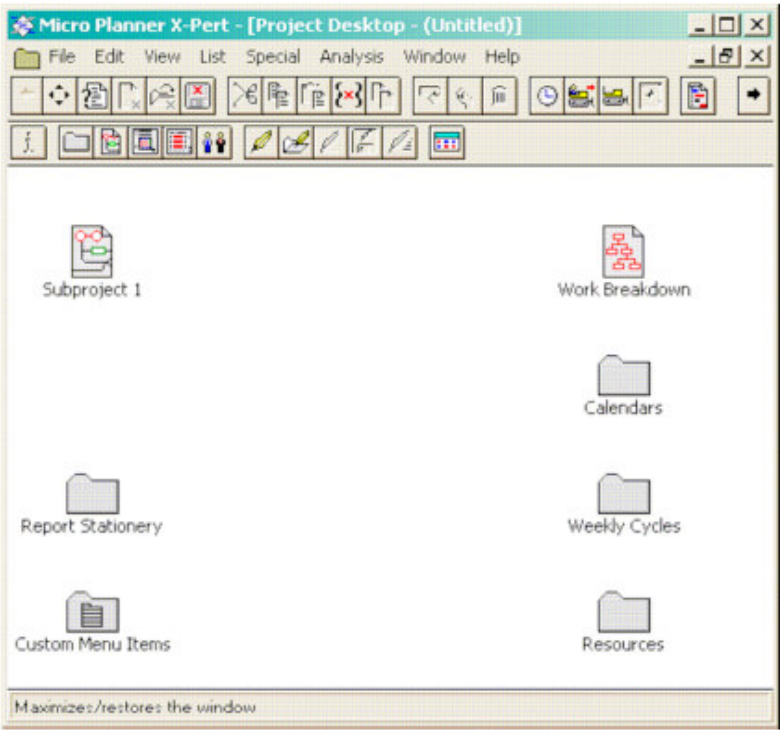 Micro Planner X-Pert - [Project Desktop - (Untitled)]
File Edit View List Special Analysis Window Help
Subproject 1
Work Breakdown
Calendars
Report Stationery
Weekly Cycles
Custom Menu Items
Resources
Maximizes/restores the window